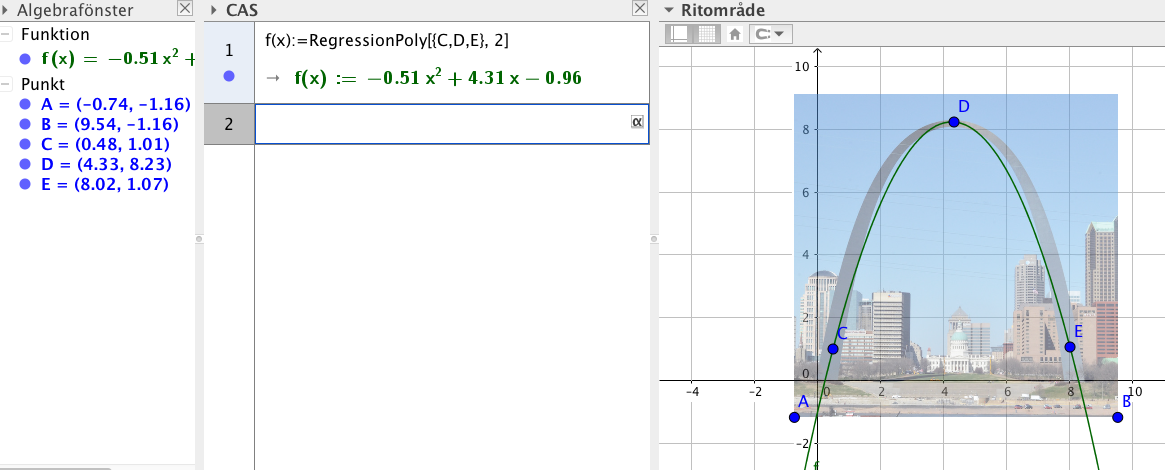 Algebrafönster
Funktion
f(x) = −0.51 x² +
Punkt
A = (-0.74, -1.16)
B = (9.54, -1.16)
C = (0.48, 1.01)
D = (4.33, 8.23)
E = (8.02, 1.07)
CAS
1
f(x):=RegressionPoly[{C,D,E}, 2]
→ f(x) := −0.51 x² + 4.31 x − 0.96
2
α
Ritområde
10
8
6
4
2
0
-2
-4
-2
0
2
4
6
8
10
D
C
E
A
B
f